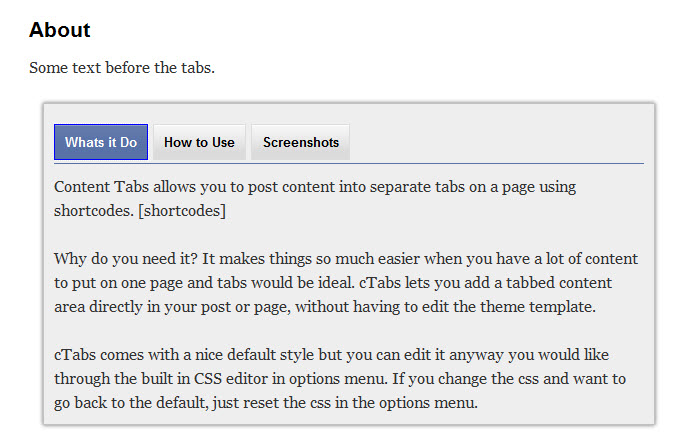 About
Some text before the tabs.
Whats it Do How to Use Screenshots
Content Tabs allows you to post content into separate tabs on a page using
shortcodes. [shortcodes]
Why do you need it? It makes things so much easier when you have a lot of content
to put on one page and tabs would be ideal. cTabs lets you add a tabbed content
area directly in your post or page, without having to edit the theme template.
cTabs comes with a nice default style but you can edit it anyway you would like
through the built in CSS editor in options menu. If you change the css and want to
go back to the default, just reset the css in the options menu.